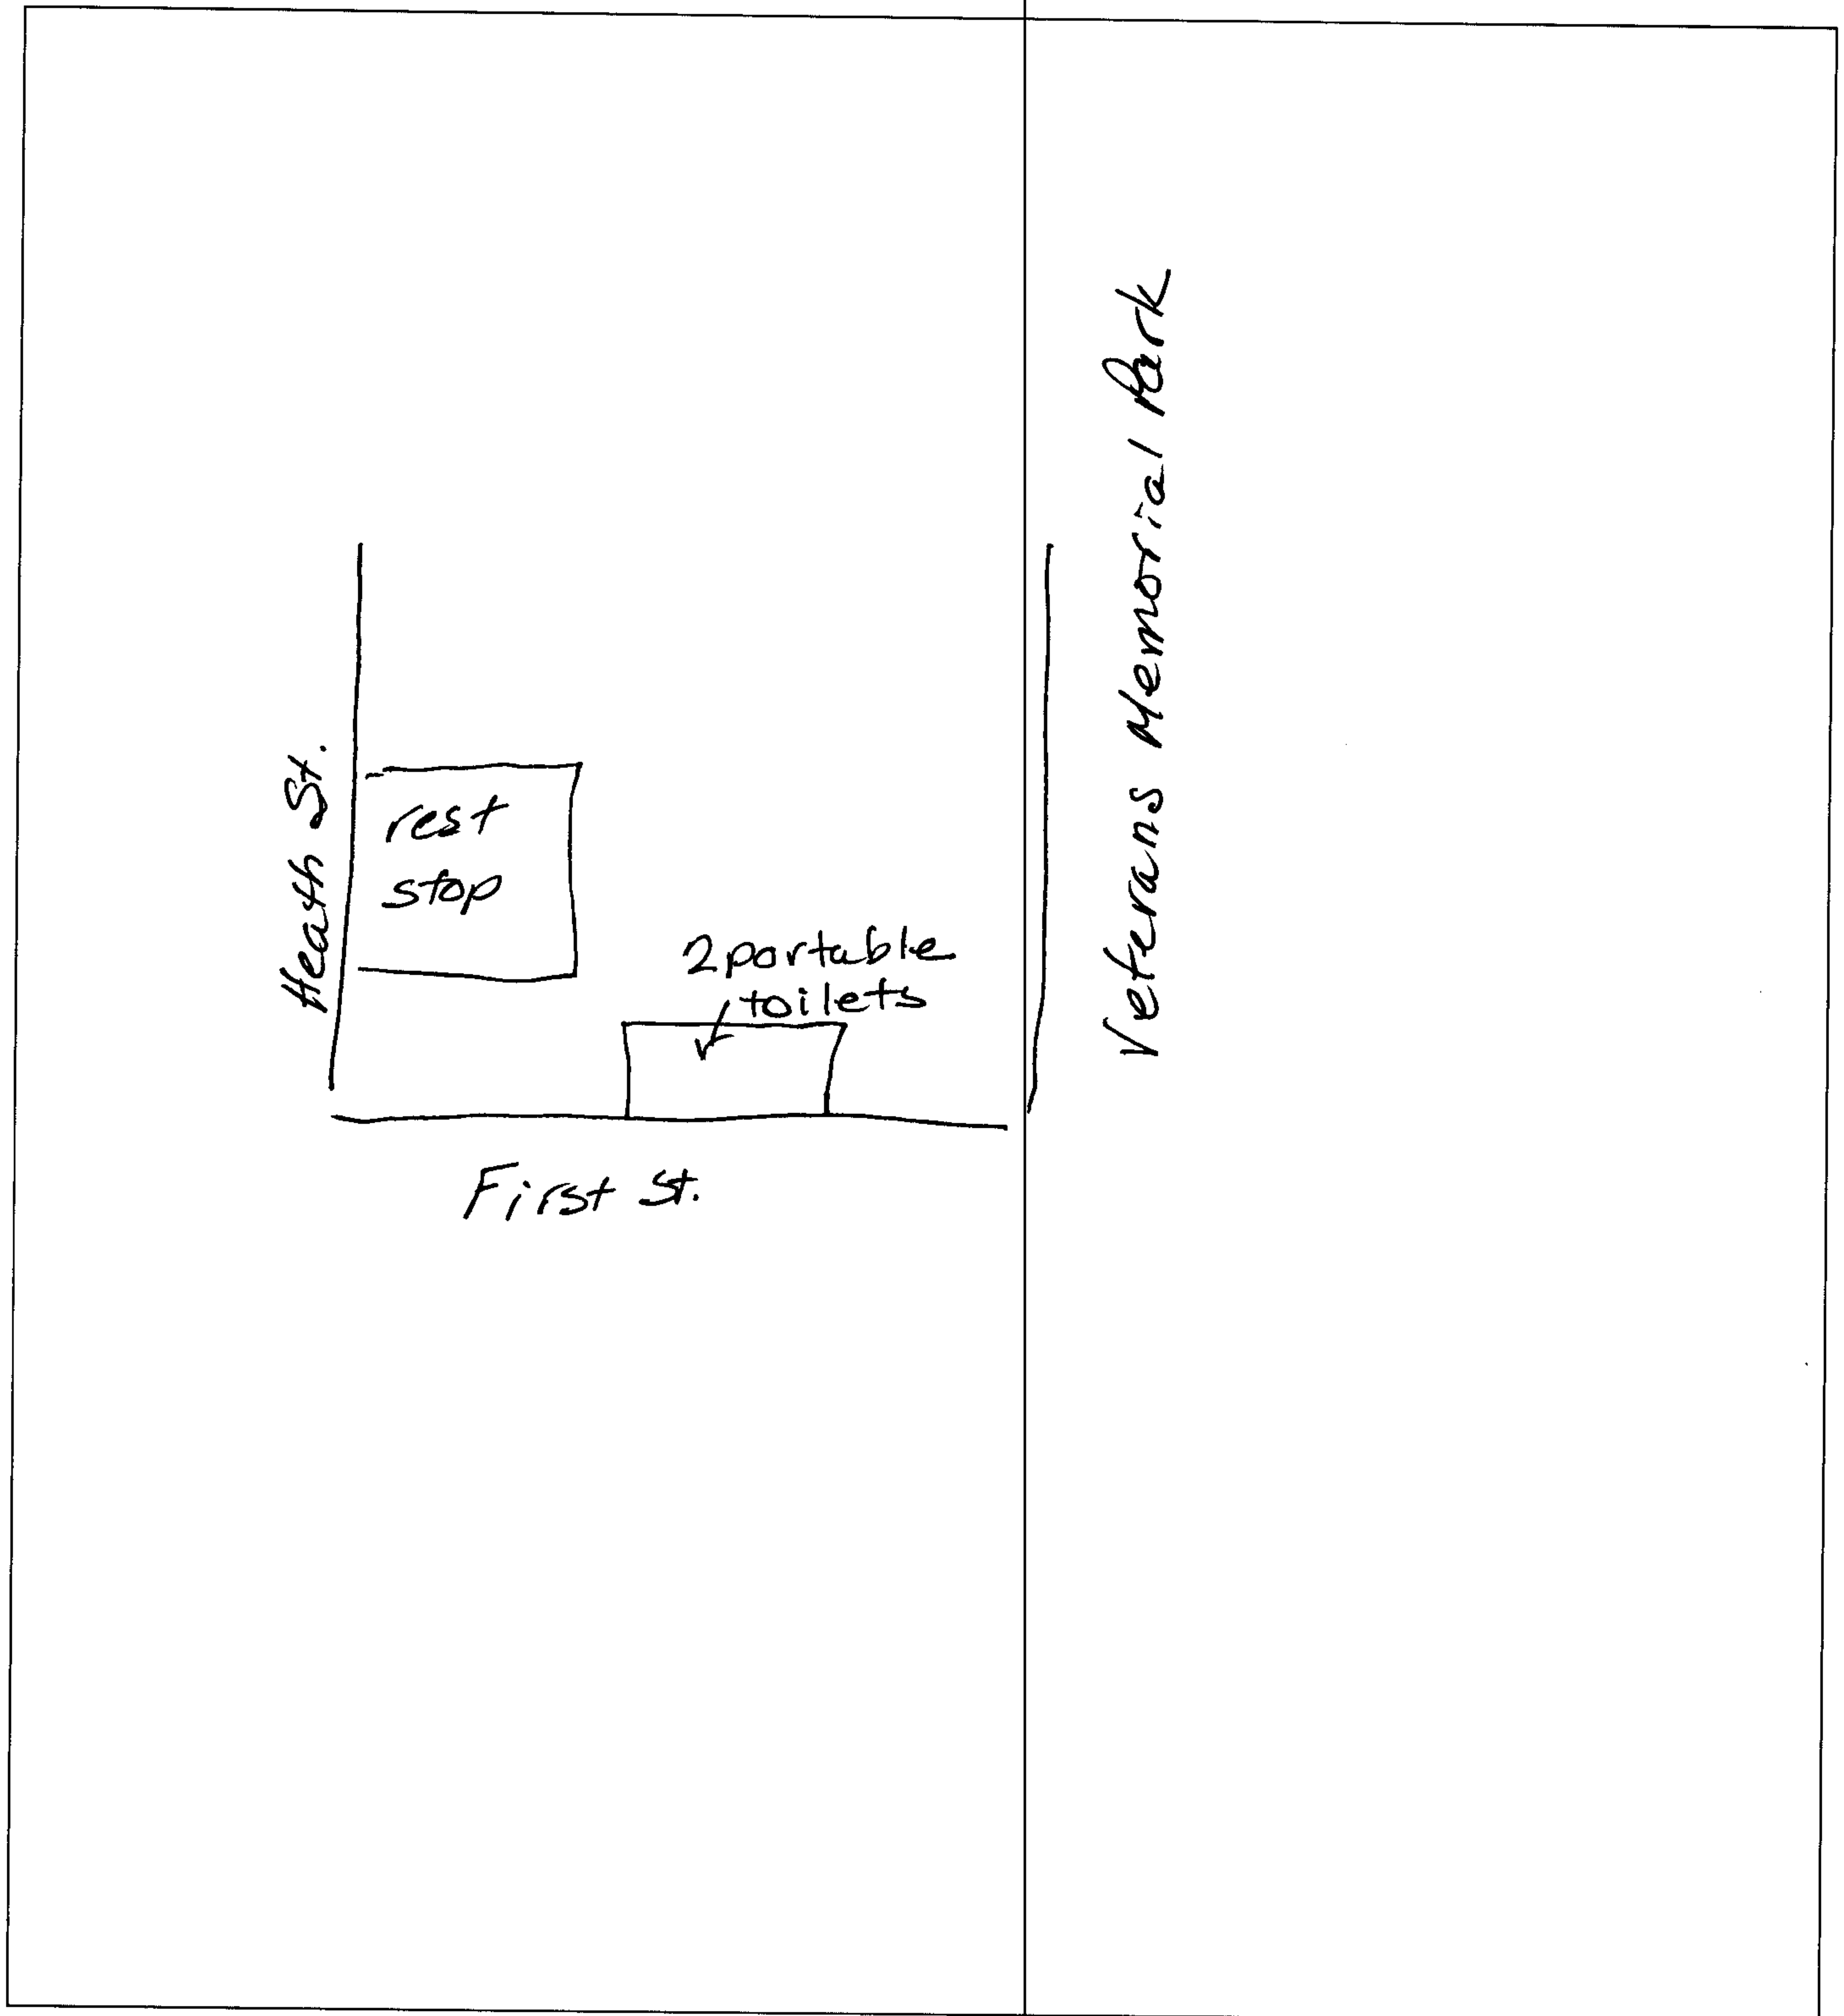 Heath St.
rest
stop
2 portable
toilets
First St.
Veterans Memorial Park